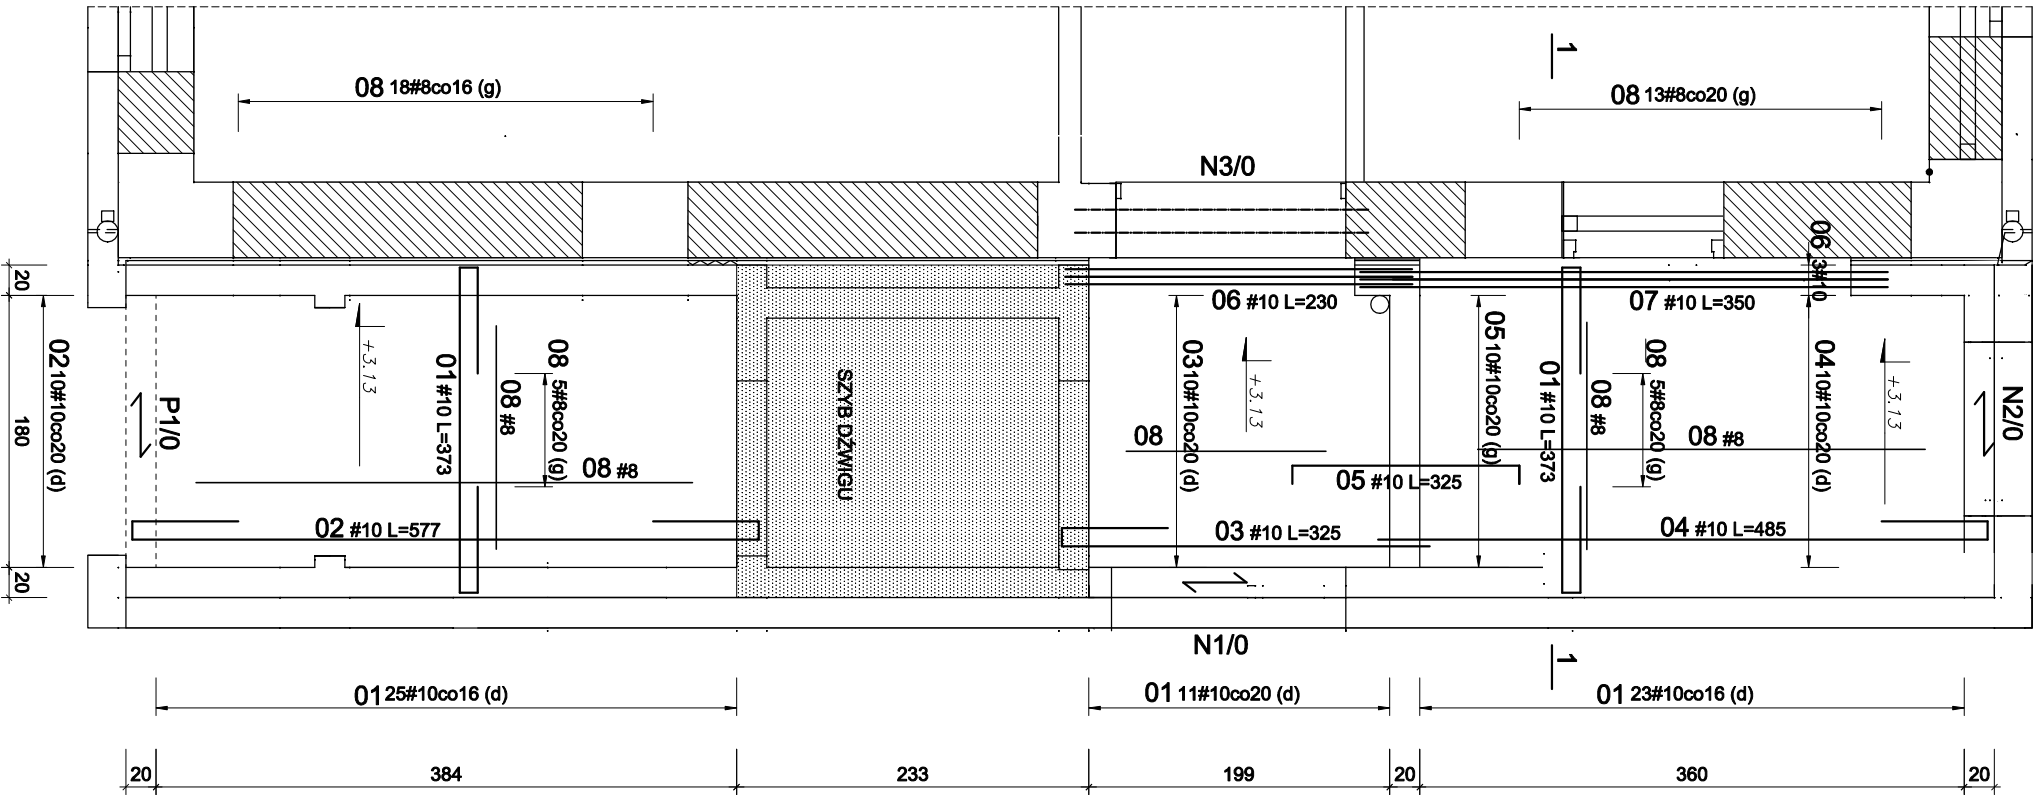 1
08 18#8co16 (g)
08 13#8co20 (g)
N3/0
06 3#10
20
06 #10 L=230
07 #10 L=350
02 10#10co20 (d)
180
20
P1/0
+3.13
01 #10 L=373
08 #8
08 5#8co20 (g)
08 #8
02 #10 L=577
SZYB DŹWIGU
03 10#10co20 (d)
+3.13
08
05 #10 L=325
03 #10 L=325
05 10#10co20 (g)
01 #10 L=373
08 #8
08 5#8co20 (g)
08 #8
04 10#10co20 (d)
+3.13
04 #10 L=485
N2/0
N1/0
1
01 25#10co16 (d)
01 11#10co20 (d)
01 23#10co16 (d)
20
384
233
199
20
360
20